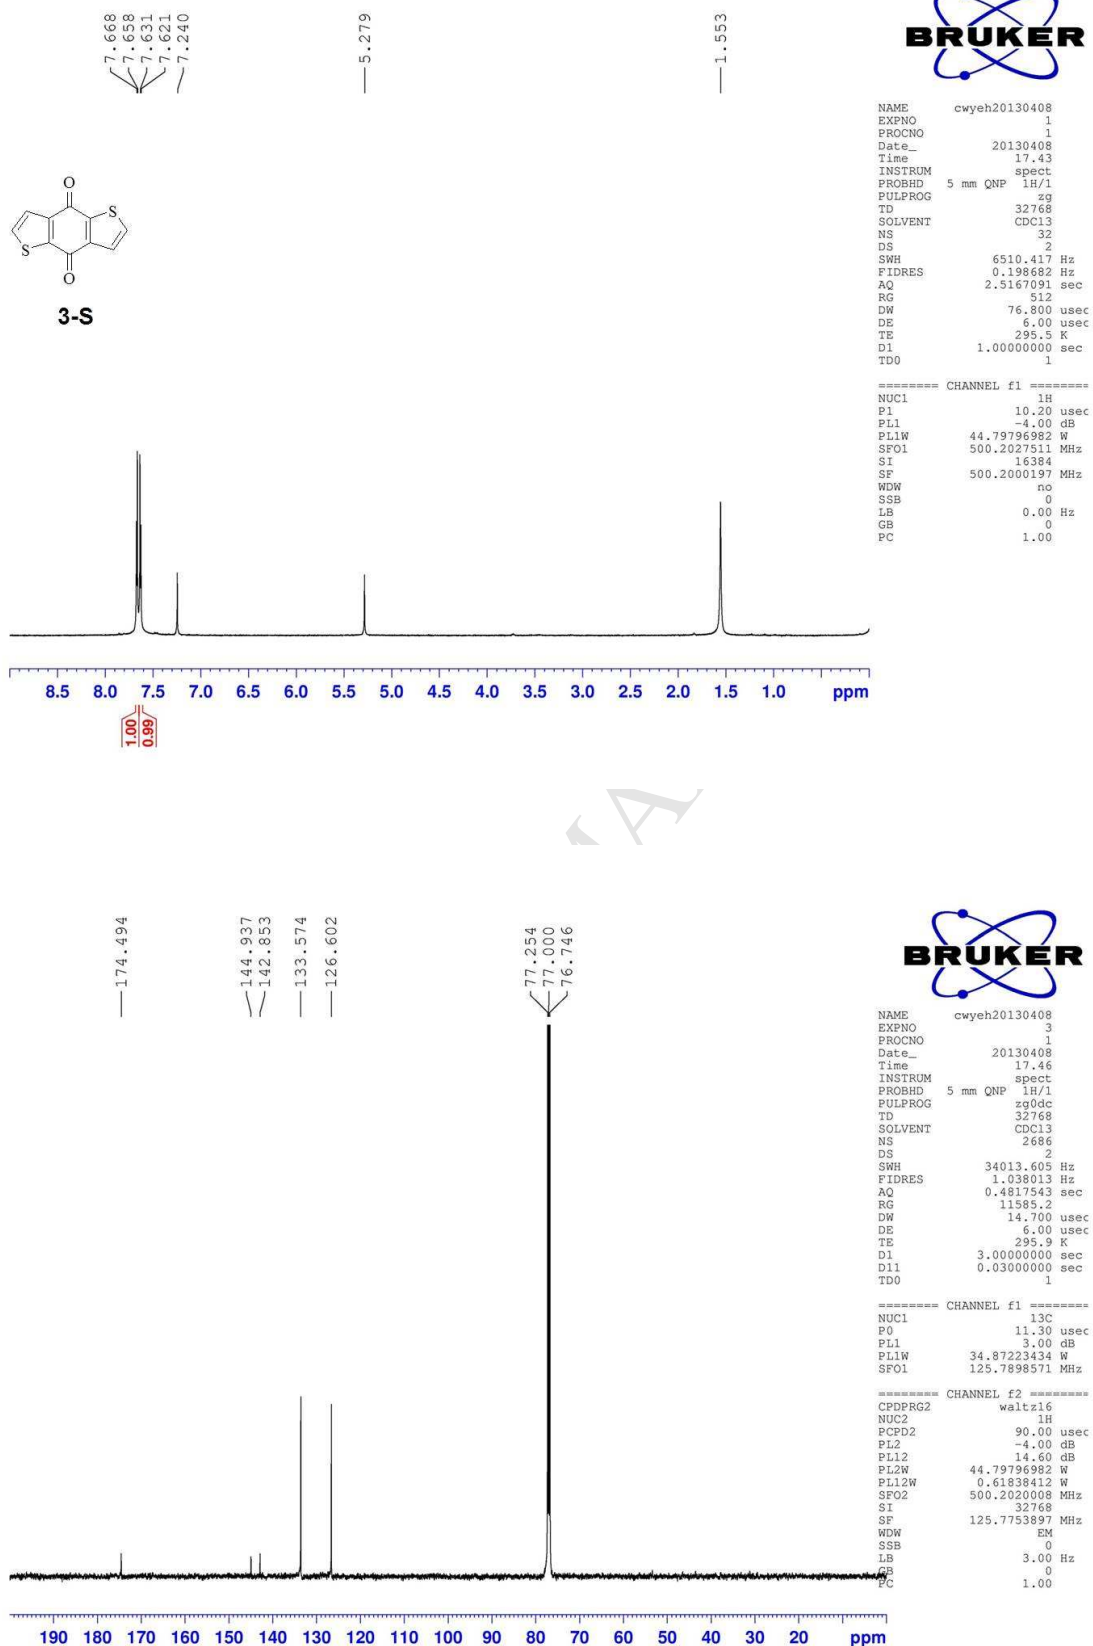 7.668
7.658
7.631
7.621
7.240
5.279
1.553
BRUKER
NAME cwyeh20130408
EXPNO 1
PROCNO 1
Date_ 20130408
Time 17.43
INSTRUM spect
PROBHD 5 mm QNP 1H/1
PULPROG zg
TD 32768
SOLVENT CDCl3
NS 32
DS 2
SWH 6510.417 Hz
FIDRES 0.198682 Hz
AQ 2.5167091 sec
RG 512
DW 76.800 usec
DE 6.00 usec
TE 295.5 K
D1 1.00000000 sec
TD0 1
======== CHANNEL f1 ========
NUC1 1H
P1 10.20 usec
PL1 -4.00 dB
PL1W 44.79796982 W
SFO1 500.2027511 MHz
SI 16384
SF 500.2000197 MHz
WDW no
SSB 0
LB 0.00 Hz
GB 0
PC 1.00
O
S
S
O
3-S
8.5 8.0 7.5 7.0 6.5 6.0 5.5 5.0 4.5 4.0 3.5 3.0 2.5 2.0 1.5 1.0 ppm
1.00
0.99
174.494
144.937
142.853
133.574
126.602
77.254
77.000
76.746
BRUKER
NAME cwyeh20130408
EXPNO 3
PROCNO 1
Date_ 20130408
Time 17.46
INSTRUM spect
PROBHD 5 mm QNP 1H/1
PULPROG zg0dc
TD 32768
SOLVENT CDCl3
NS 2686
DS 2
SWH 34013.605 Hz
FIDRES 1.038013 Hz
AQ 0.4817543 sec
RG 11585.2
DW 14.700 usec
DE 6.00 usec
TE 295.9 K
D1 3.00000000 sec
D11 0.03000000 sec
TD0 1
======== CHANNEL f1 ========
NUC1 13C
P0 11.30 usec
PL1 3.00 dB
PL1W 34.87223434 W
SFO1 125.7898571 MHz
======== CHANNEL f2 ========
CPDPRG2 waltz16
NUC2 1H
PCPD2 90.00 usec
PL2 -4.00 dB
PL12 14.60 dB
PL2W 44.79796982 W
PL12W 0.61838412 W
SFO2 500.2020008 MHz
SI 32768
SF 125.7753897 MHz
WDW EM
SSB 0
LB 3.00 Hz
GB 0
PC 1.00
190 180 170 160 150 140 130 120 110 100 90 80 70 60 50 40 30 20 ppm